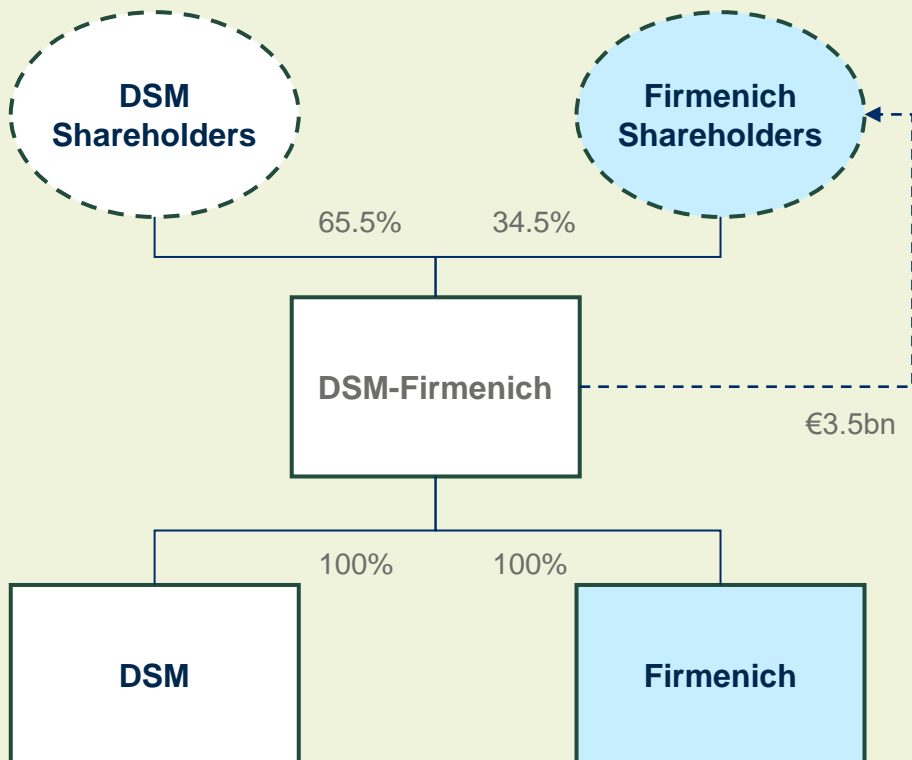 DSM
Shareholders
Firmenich
Shareholders
65.5%
34.5%
DSM-Firmenich
€3.5bn
100%
100%
DSM
Firmenich